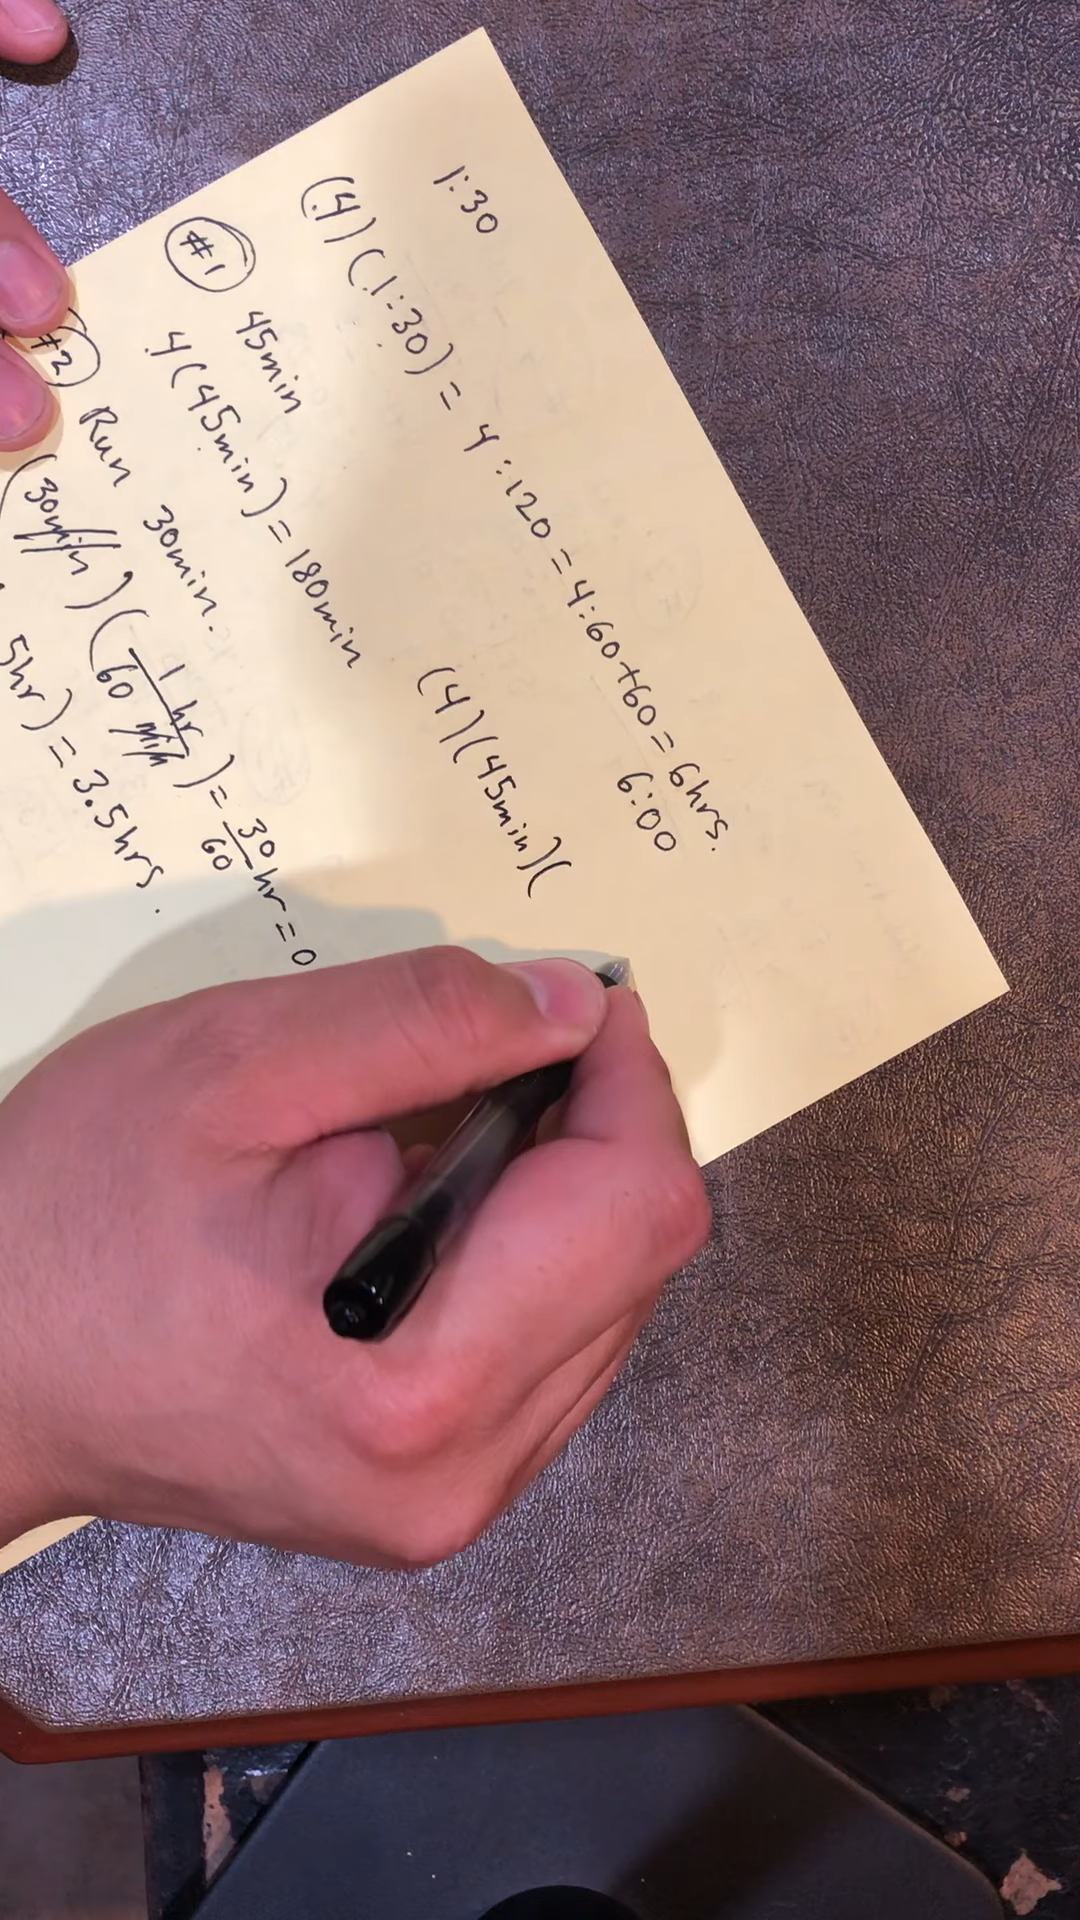 1:30
(.4)(1:30) = 4:120 = 4:60+60 = 6hrs.
6:00
#1 45min
4(45min) = 180min
(4)(45min)(
#2 Run 30min.
(30min)(1 hr/60 min) = 30/60 hr = 0
5hr) = 3.5hrs.